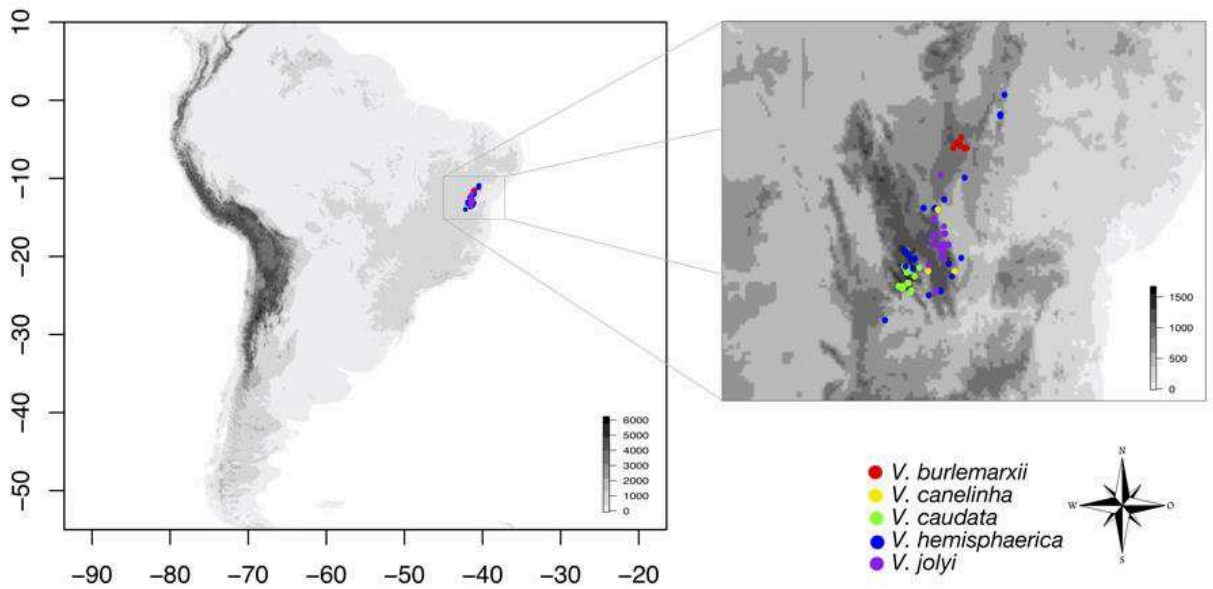 10
0
−10
−20
−30
−40
−50
−90 −80 −70 −60 −50 −40 −30 −20
6000
5000
4000
3000
2000
1000
0
1500
1000
500
0
V. burlemarxii
V. canelinha
V. caudata
V. hemisphaerica
V. jolyi
N
W O
S